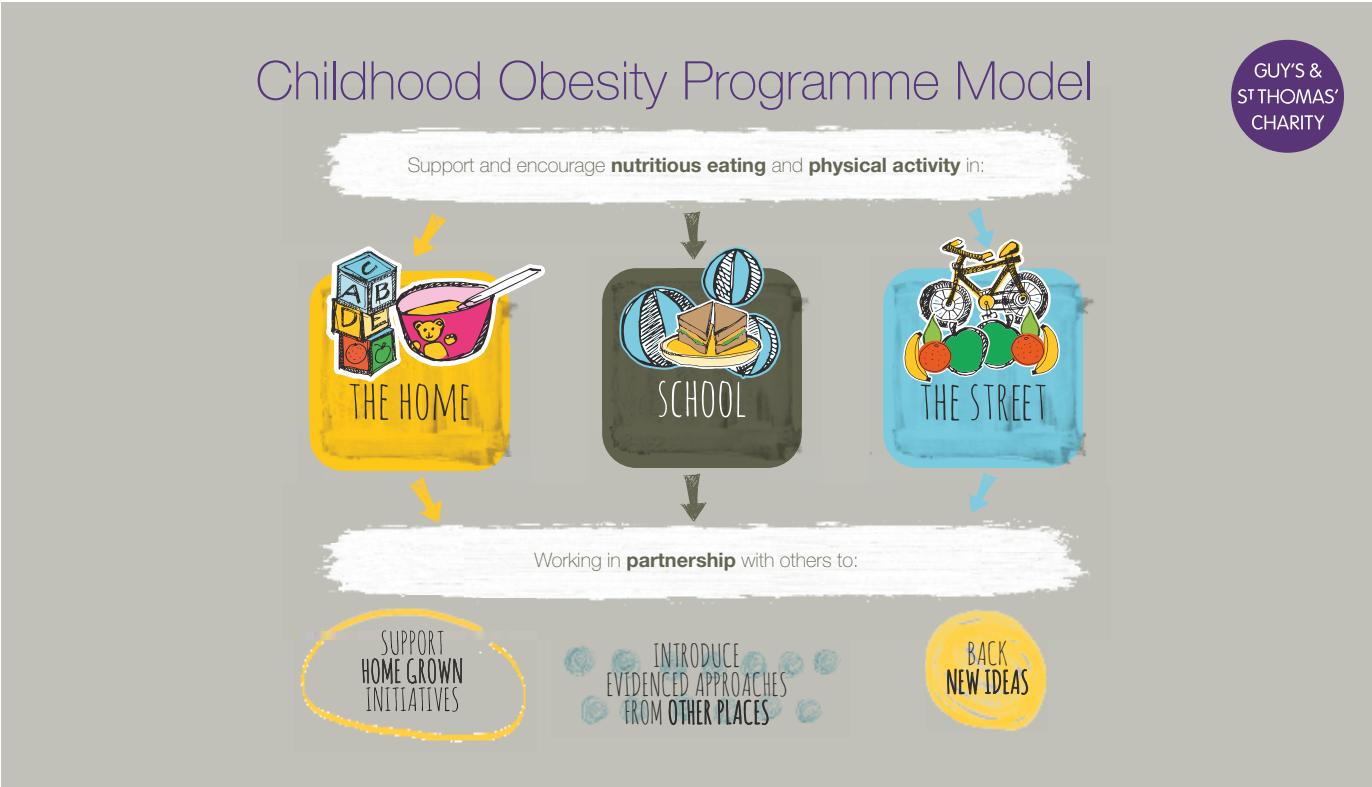 Childhood Obesity Programme Model
GUY'S &
ST THOMAS'
CHARITY
Support and encourage nutritious eating and physical activity in:
C
A B
D E
THE HOME
SCHOOL
THE STREET
Working in partnership with others to:
SUPPORT
HOME GROWN
INITIATIVES
INTRODUCE
EVIDENCED APPROACHES
FROM OTHER PLACES
BACK
NEW IDEAS